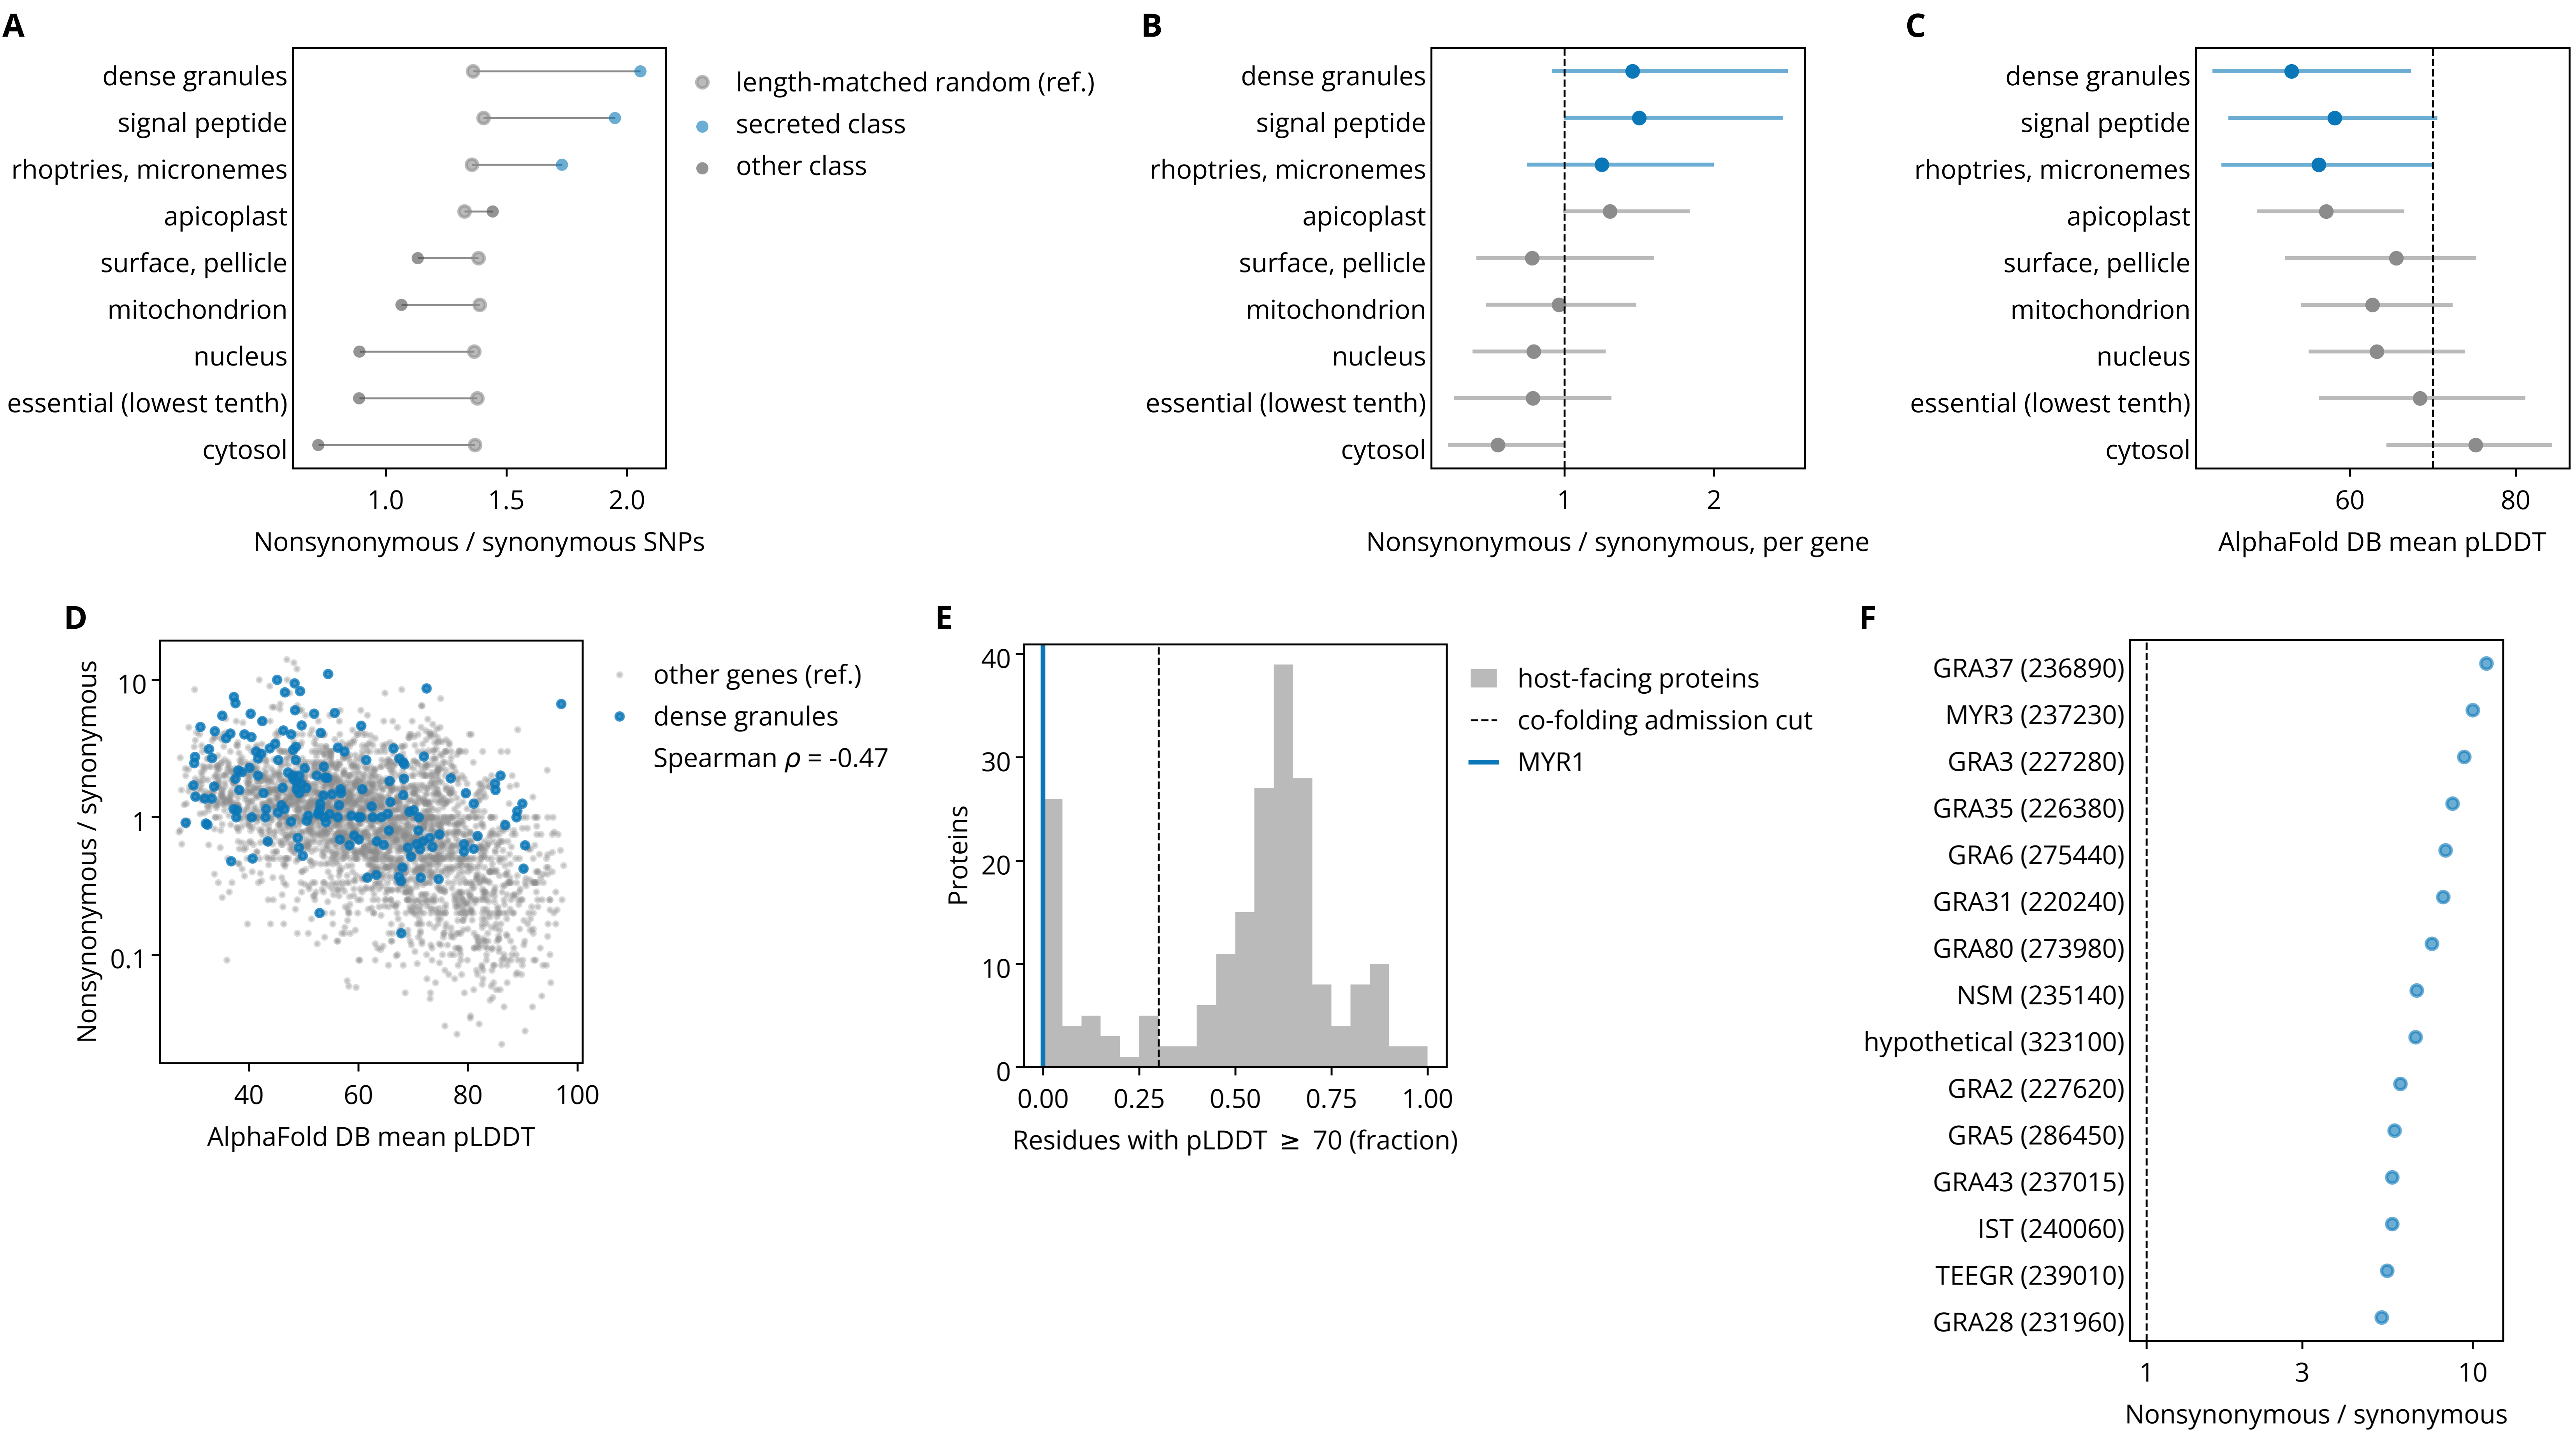 A
dense granules
signal peptide
rhoptries, micronemes
apicoplast
surface, pellicle
mitochondrion
nucleus
essential (lowest tenth)
cytosol
1.0 1.5 2.0
Nonsynonymous / synonymous SNPs
length-matched random (ref.)
secreted class
other class
B
dense granules
signal peptide
rhoptries, micronemes
apicoplast
surface, pellicle
mitochondrion
nucleus
essential (lowest tenth)
cytosol
1 2
Nonsynonymous / synonymous, per gene
C
dense granules
signal peptide
rhoptries, micronemes
apicoplast
surface, pellicle
mitochondrion
nucleus
essential (lowest tenth)
cytosol
60 80
AlphaFold DB mean pLDDT
D
Nonsynonymous / synonymous
10
1
0.1
40 60 80 100
AlphaFold DB mean pLDDT
other genes (ref.)
dense granules
Spearman ρ = -0.47
E
Proteins
40
30
20
10
0
0.00 0.25 0.50 0.75 1.00
Residues with pLDDT ≥ 70 (fraction)
host-facing proteins
co-folding admission cut
MYR1
F
GRA37 (236890)
MYR3 (237230)
GRA3 (227280)
GRA35 (226380)
GRA6 (275440)
GRA31 (220240)
GRA80 (273980)
NSM (235140)
hypothetical (323100)
GRA2 (227620)
GRA5 (286450)
GRA43 (237015)
IST (240060)
TEEGR (239010)
GRA28 (231960)
1 3 10
Nonsynonymous / synonymous